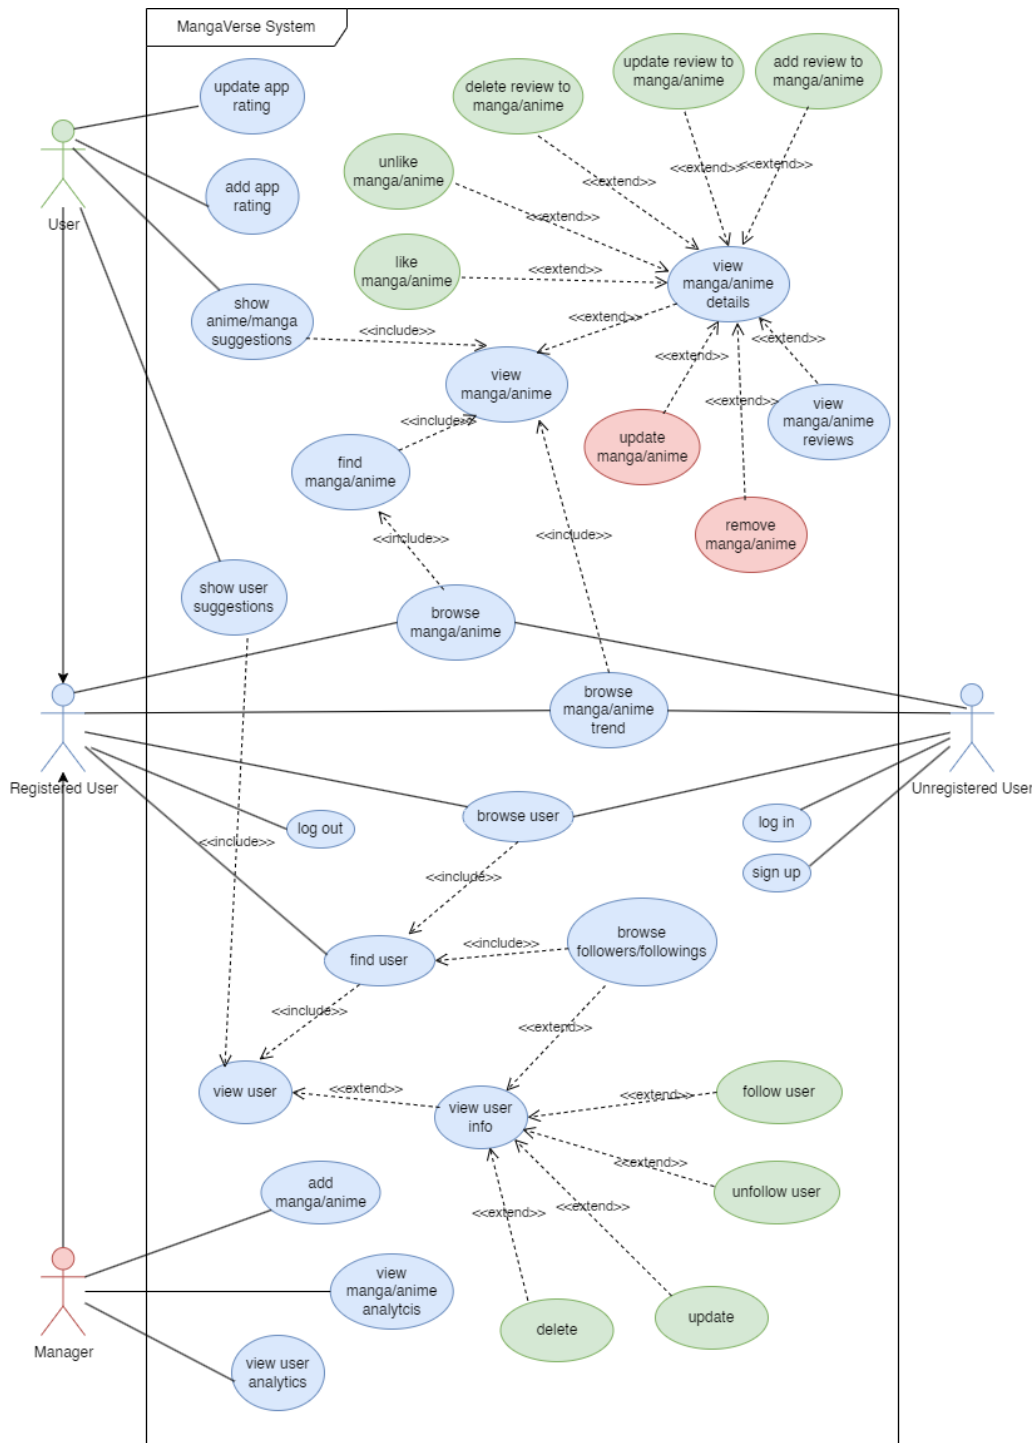 MangaVerse System
update app
rating
delete review to
manga/anime
update review to
manga/anime
add review to
manga/anime
unlike
manga/anime
add app
rating
User
<<extend>>
<<extend>>
<<extend>>
<<extend>>
like
manga/anime
<<extend>>
view
manga/anime
details
show
anime/manga
suggestions
<<include>>
<<extend>>
<<extend>>
<<extend>>
view
manga/anime
<<extend>>
view
manga/anime
reviews
<<include>>
update
manga/anime
find
manga/anime
remove
manga/anime
<<include>>
<<include>>
show user
suggestions
browse
manga/anime
browse
manga/anime
trend
Registered User
Unregistered User
browse user
log out
log in
<<include>>
sign up
<<include>>
browse
followers/followings
<<include>>
find user
<<include>>
<<extend>>
view user
<<extend>>
view user
info
<<extend>>
follow user
<<extend>>
unfollow user
<<extend>>
<<extend>>
add
manga/anime
view
manga/anime
analytcis
delete
update
Manager
view user
analytics